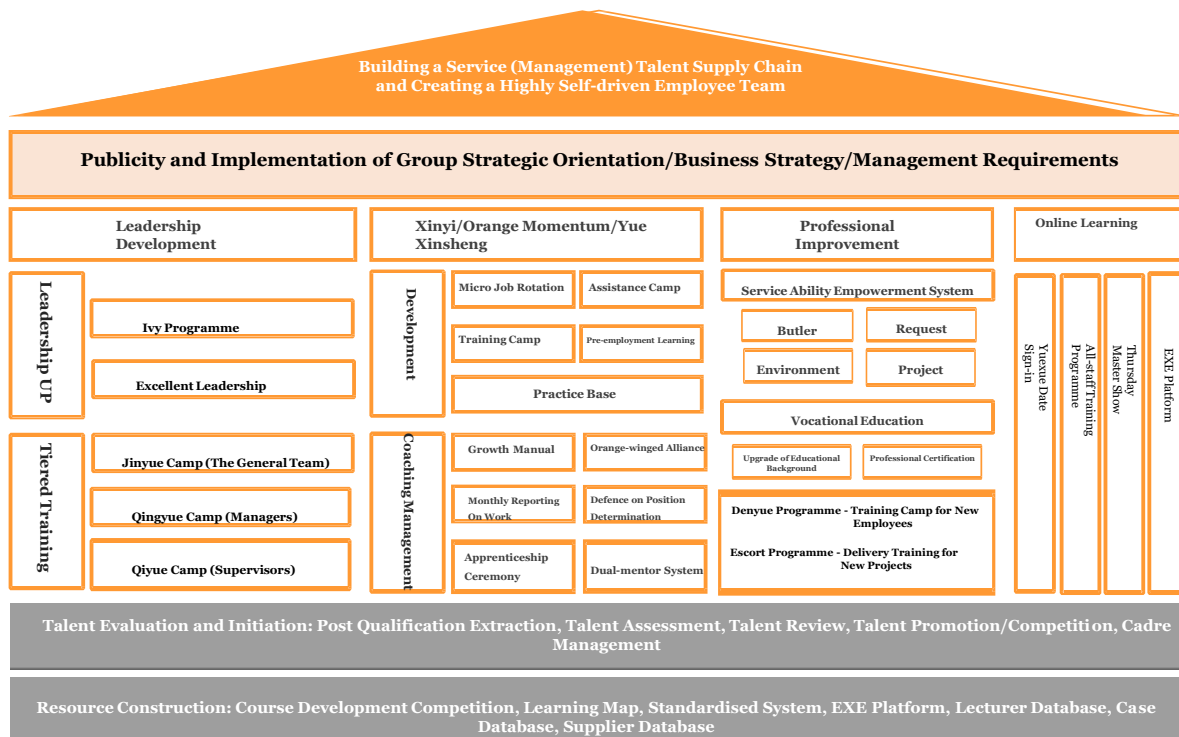 Building a Service (Management) Talent Supply Chain
and Creating a Highly Self-driven Employee Team
Publicity and Implementation of Group Strategic Orientation/Business Strategy/Management Requirements
Leadership
Development
Leadership UP
Ivy Programme
Excellent Leadership
Tiered Training
Jinyue Camp (The General Team)
Qingyue Camp (Managers)
Qiyue Camp (Supervisors)
Xinyi/Orange Momentum/Yue
Xinsheng
Development
Micro Job Rotation
Assistance Camp
Training Camp
Pre-employment Learning
Practice Base
Coaching Management
Growth Manual
Orange-winged Alliance
Monthly Reporting
On Work
Defence on Position
Determination
Apprenticeship
Ceremony
Dual-mentor System
Professional
Improvement
Service Ability Empowerment System
Butler
Request
Environment
Project
Vocational Education
Upgrade of Educational
Background
Professional Certification
Denyue Programme - Training Camp for New
Employees
Escort Programme - Delivery Training for
New Projects
Online Learning
Yuexue Date
Sign-in
All-staff Training
Programme
Thursday
Master Show
EXE Platform
Talent Evaluation and Initiation: Post Qualification Extraction, Talent Assessment, Talent Review, Talent Promotion/Competition, Cadre
Management
Resource Construction: Course Development Competition, Learning Map, Standardised System, EXE Platform, Lecturer Database, Case
Database, Supplier Database